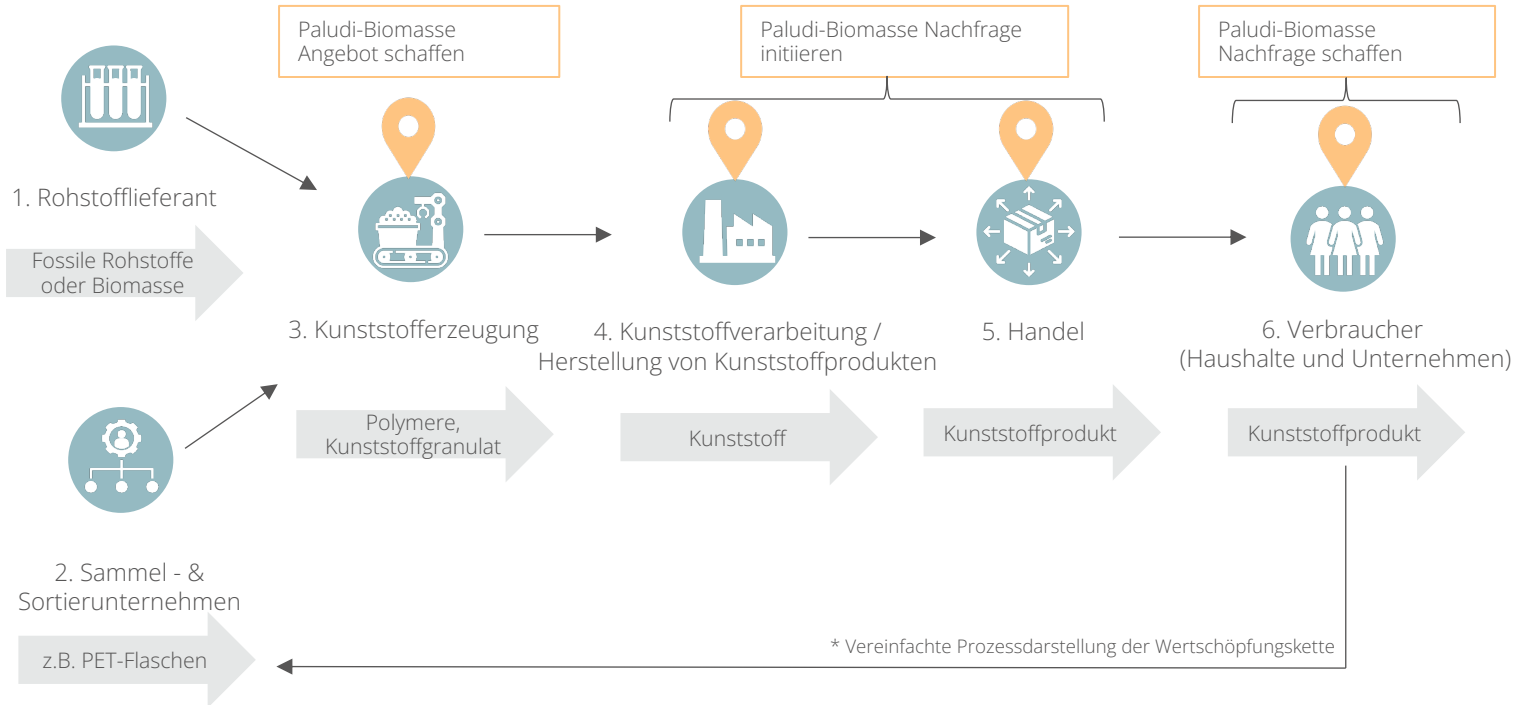 Paludi-Biomasse
Angebot schaffen
Paludi-Biomasse Nachfrage
initiieren
Paludi-Biomasse
Nachfrage schaffen
1. Rohstofflieferant
Fossile Rohstoffe
oder Biomasse
3. Kunststofferzeugung
4. Kunststoffverarbeitung /
Herstellung von Kunststoffprodukten
5. Handel
6. Verbraucher
(Haushalte und Unternehmen)
Polymere,
Kunststoffgranulat
Kunststoff
Kunststoffprodukt
Kunststoffprodukt
2. Sammel - &
Sortierunternehmen
z.B. PET-Flaschen
* Vereinfachte Prozessdarstellung der Wertschöpfungskette